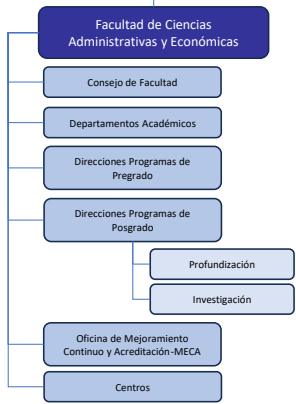 Facultad de Ciencias
Administrativas y Económicas
Consejo de Facultad
Departamentos Académicos
Direcciones Programas de
Pregrado
Direcciones Programas de
Posgrado
Profundización
Investigación
Oficina de Mejoramiento
Continuo y Acreditación-MECA
Centros